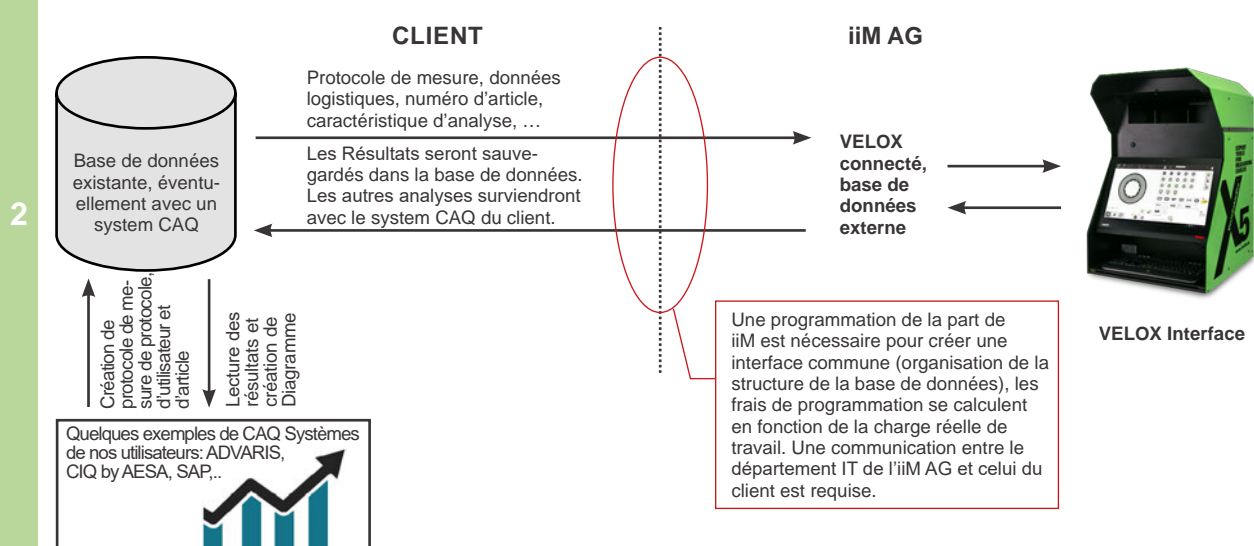 2
CLIENT
iiM AG
Protocole de mesure, données
logistiques, numéro d'article,
caractéristique d'analyse, …
Les Résultats seront sauve-
gardés dans la base de données.
Les autres analyses surviendront
avec le system CAQ du client.
Base de données
existante, éventu-
ellement avec un
system CAQ
VELOX
connecté,
base de
données
externe
X5
VELOX Interface
Création de
protocole de me-
sure de protocole,
d'utilisateur et
d'article
Lecture des
résultats et
création de
Diagramme
Une programmation de la part de
iiM est nécessaire pour créer une
interface commune (organisation de la
structure de la base de données), les
frais de programmation se calculent
en fonction de la charge réelle de
travail. Une communication entre le
département IT de l'iiM AG et celui du
client est requise.
Quelques exemples de CAQ Systèmes
de nos utilisateurs: ADVARIS,
CIQ by AESA, SAP,..